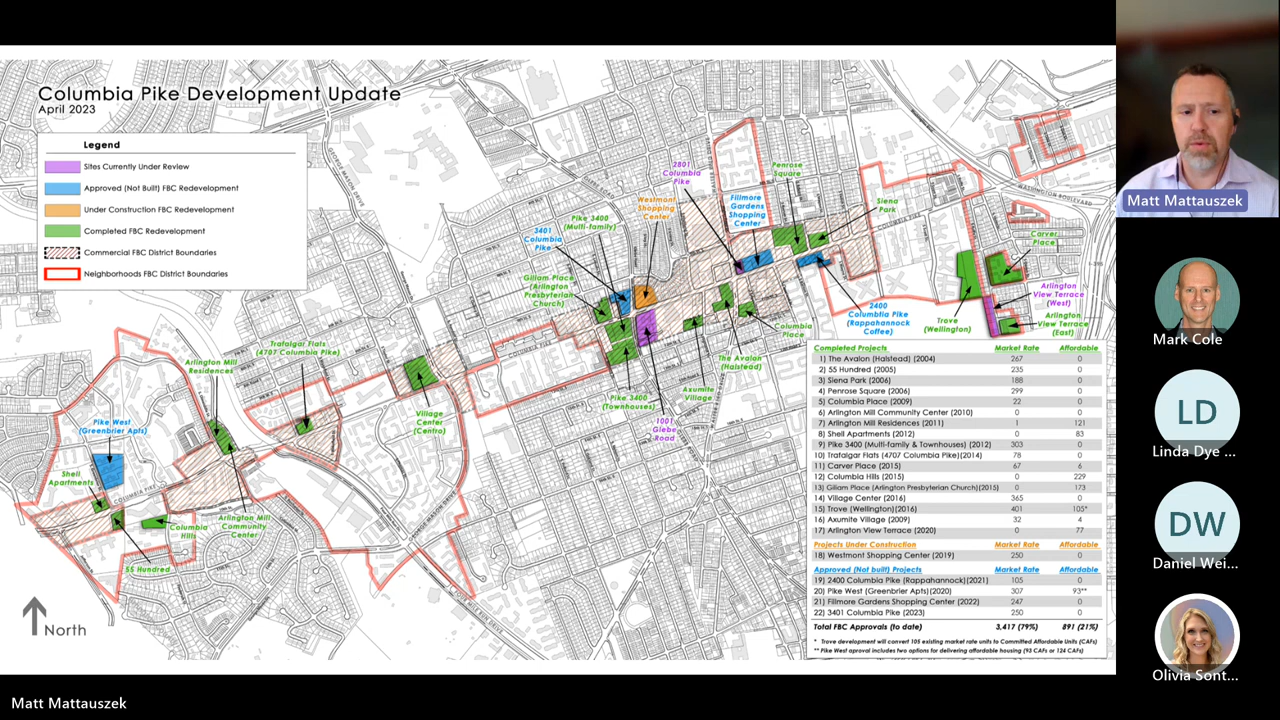 Columbia Pike Development Update
April 2023
Legend
Sites Currently Under Review
Approved (Not Built) FBC Redevelopment
Under Construction FBC Redevelopment
Completed FBC Redevelopment
Commercial FBC District Boundaries
Neighborhoods FBC District Boundaries
2801
Columbia
Pike
Penrose
Square
Westmont
Shopping
Center
Fillmore
Gardens
Shopping
Center
Siena
Park
Pike 3400
(Multi-family)
3401
Columbia
Pike
Carver
Place
WASHINGTON BOULEVARD
Gillam Place
(Arlington
Presbyterian
Church)
Arlington
View Terrace
(West)
Arlington
View Terrace
(East)
2400
Columbtia Pike
(Rappahannock
Coffee)
Trove
(Wellington)
Columbia
Place
The Avalon
(Halstead)
Axumite
Village
Pike 3400
(Townhouses)
1001
Glebe
Road
Trafalgar Flats
(4707 Columbia Pike)
Arlington Mill
Residences
Village
Center
(Centro)
Pike West
(Greenbrier Apts)
Shell
Apartments
COLUMBIA PIKE
Columbia
Hills
Arlington Mill
Community
Center
55 Hundred
North
Completed Projects Market Rate Affordable
1) The Avalon (Halstead) (2004) 267 0
2) 55 Hundred (2005) 235 0
3) Siena Park (2006) 188 0
4) Penrose Square (2006) 299 0
5) Columbia Place (2009) 22 0
6) Arlington Mill Community Center (2010) 0 0
7) Arlington Mill Residences (2011) 1 121
8) Shell Apartments (2012) 0 83
9) Pike 3400 (Multi-family & Townhouses) (2012) 303 0
10) Trafalgar Flats (4707 Columbia Pike)(2014) 78 0
11) Carver Place (2015) 67 6
12) Columbia Hills (2015) 0 229
13) Gilliam Place (Arlington Presbyterian Church)(2015) 0 173
14) Village Center (2016) 365 0
15) Trove (Wellington)(2016) 401 105*
16) Axumite Village (2009) 32 4
17) Arlington View Terrace (2020) 0 77
Projects Under Construction Market Rate Affordable
18) Westmont Shopping Center (2019) 250 0
Approved (Not built) Projects Market Rate Affordable
19) 2400 Columbia Pike (Rappahannock)(2021) 105 0
20) Pike West (Greenbrier Apts)(2020) 307 93**
21) Fillmore Gardens Shopping Center (2022) 247 0
22) 3401 Columbia Pike (2023) 250 0
Total FBC Approvals (to date) 3,417 (79%) 891 (21%)
* Trove development will convert 105 existing market rate units to Committed Affordable Units (CAFs)
** Pike West aproval includes two options for delivering affordable housing (93 CAFs or 124 CAFs)
Matt Mattauszek
Mark Cole
LD
Linda Dye ...
DW
Daniel Wei...
Olivia Sont...
Matt Mattauszek